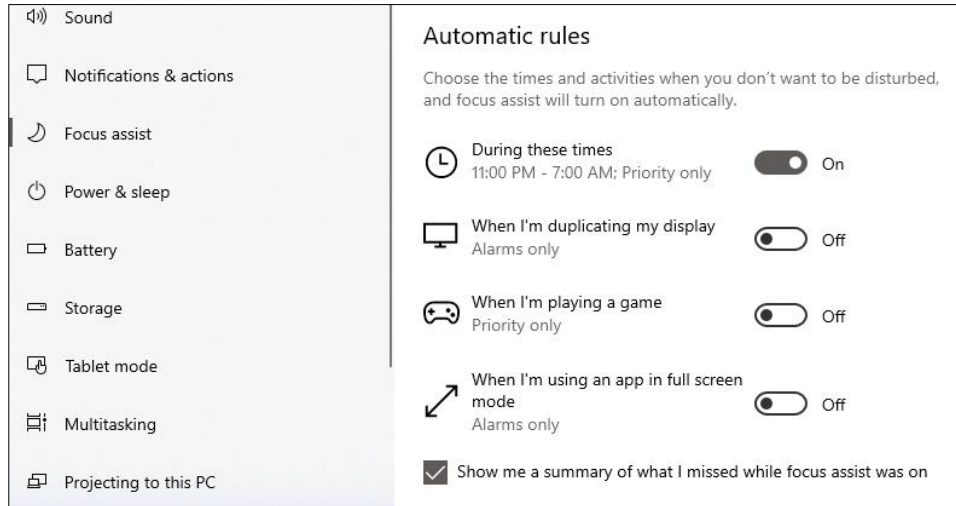 Sound
Notifications & actions
Focus assist
Power & sleep
Battery
Storage
Tablet mode
Multitasking
Projecting to this PC
Automatic rules
Choose the times and activities when you don't want to be disturbed,
and focus assist will turn on automatically.
During these times
11:00 PM - 7:00 AM; Priority only
On
When I'm duplicating my display
Alarms only
Off
When I'm playing a game
Priority only
Off
When I'm using an app in full screen
mode
Alarms only
Off
Show me a summary of what I missed while focus assist was on